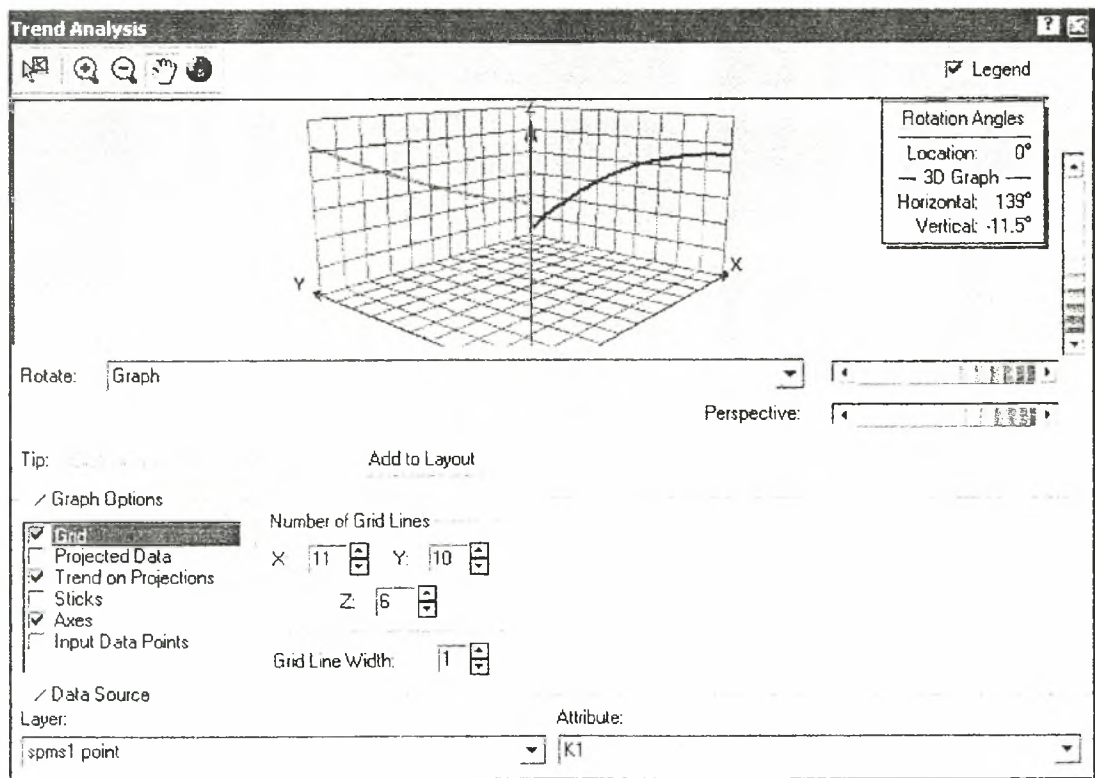 Trend Analysis
Legend
Rotation Angles
Location: 0°
3D Graph
Horizontal: 139°
Vertical: -11.5°
Z
Y
X
Rotate: Graph
Perspective:
Tip:
Add to Layout
Graph Options
Grid
Projected Data
Trend on Projections
Sticks
Axes
Input Data Points
Number of Grid Lines
X: 11 Y: 10
Z: 6
Grid Line Width: 1
Data Source
Layer: Attribute:
spms1 point K1